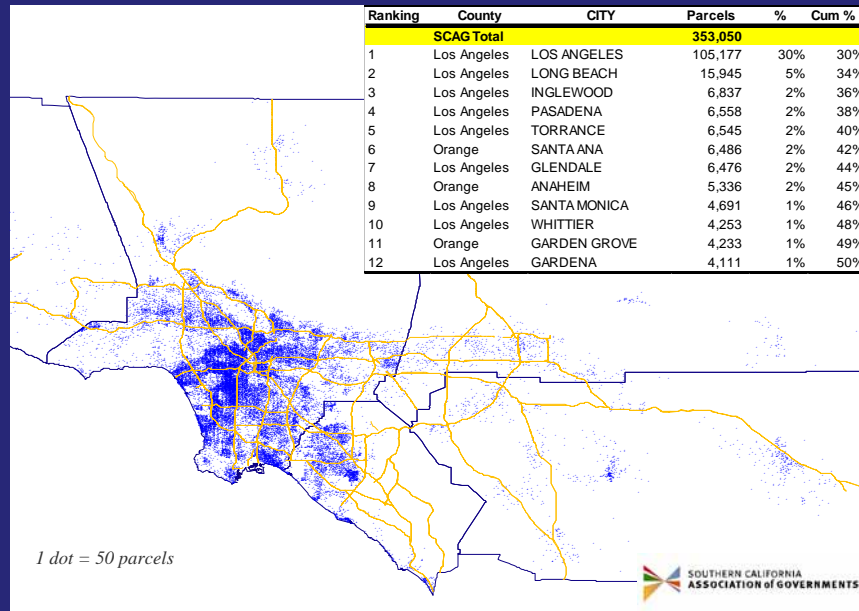 Ranking County CITY Parcels % Cum %
SCAG Total 353,050
1 Los Angeles LOS ANGELES 105,177 30% 30%
2 Los Angeles LONG BEACH 15,945 5% 34%
3 Los Angeles INGLEWOOD 6,837 2% 36%
4 Los Angeles PASADENA 6,558 2% 38%
5 Los Angeles TORRANCE 6,545 2% 40%
6 Orange SANTA ANA 6,486 2% 42%
7 Los Angeles GLENDALE 6,476 2% 44%
8 Orange ANAHEIM 5,336 2% 45%
9 Los Angeles SANTA MONICA 4,691 1% 46%
10 Los Angeles WHITTIER 4,253 1% 48%
11 Orange GARDEN GROVE 4,233 1% 49%
12 Los Angeles GARDENA 4,111 1% 50%
1 dot = 50 parcels
SOUTHERN CALIFORNIA
ASSOCIATION of GOVERNMENTS